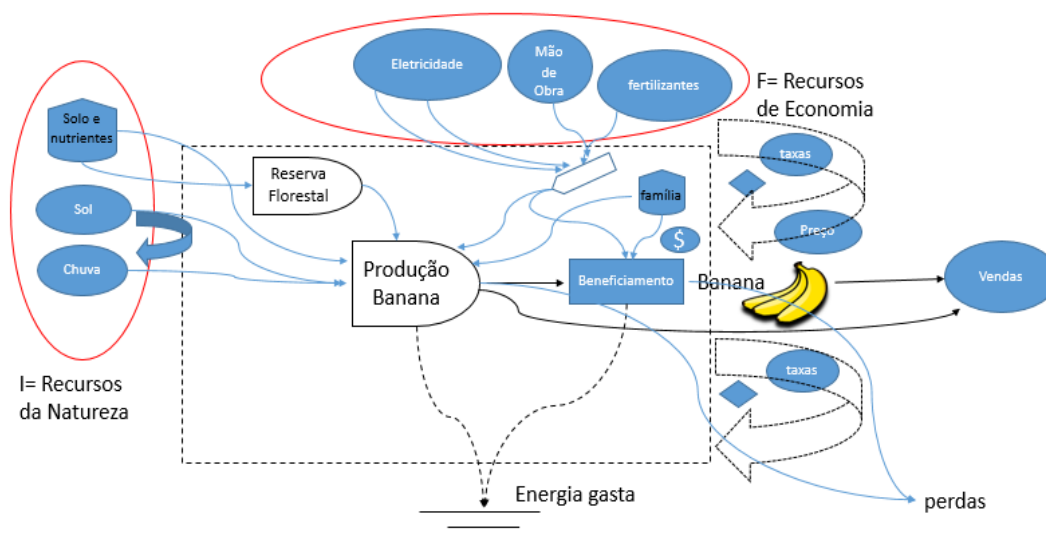 Eletricidade
Mão
de
Obra
fertilizantes
F= Recursos
de Economia
Solo e
nutrientes
Reserva
Florestal
taxas
família
Sol
$
Preço
Chuva
Produção
Banana
Beneficiamento
Banana
Vendas
I= Recursos
da Natureza
taxas
Energia gasta
perdas